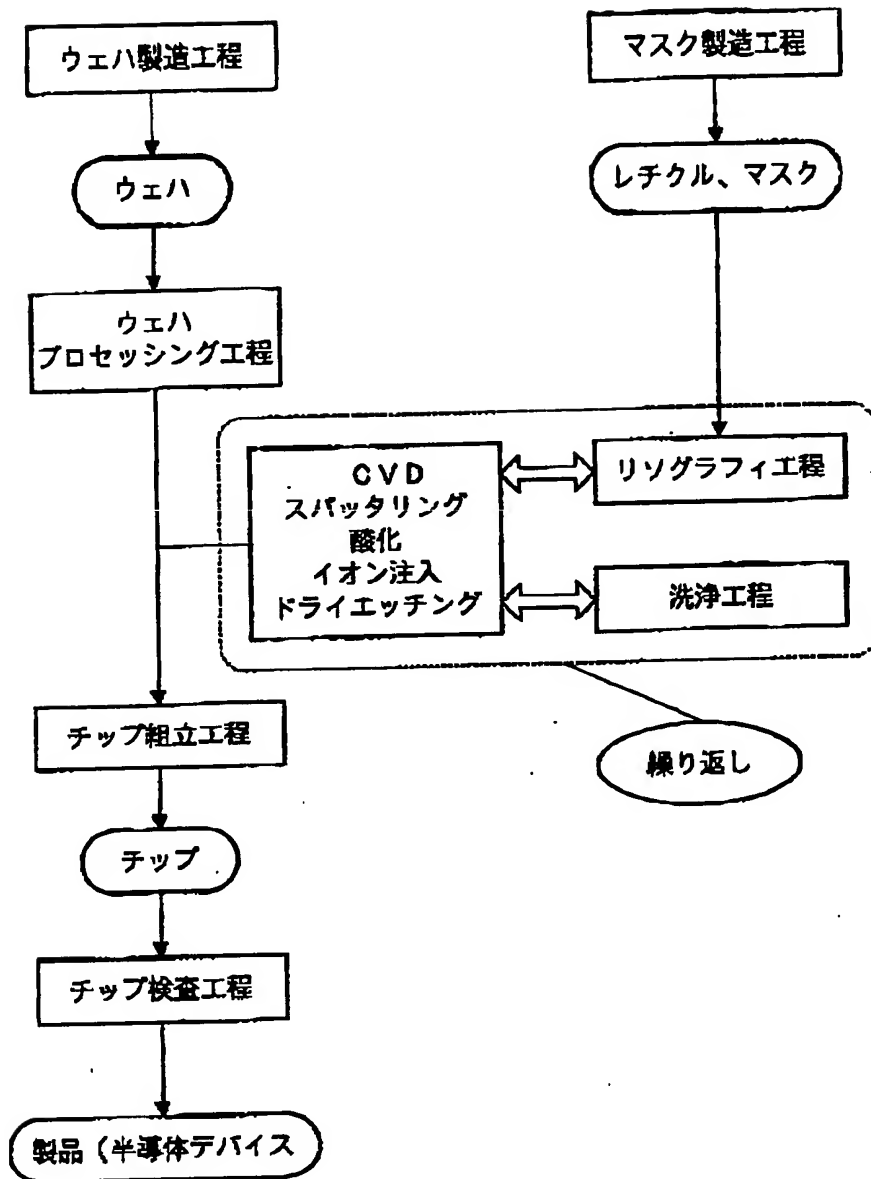 ウェハ製造工程
マスク製造工程
ウェハ
レチクル、マスク
ウェハ
プロセッシング工程
CVD
スパッタリング
酸化
イオン注入
ドライエッチング
リソグラフィ工程
洗浄工程
チップ組立工程
繰り返し
チップ
チップ検査工程
製品(半導体デバイス